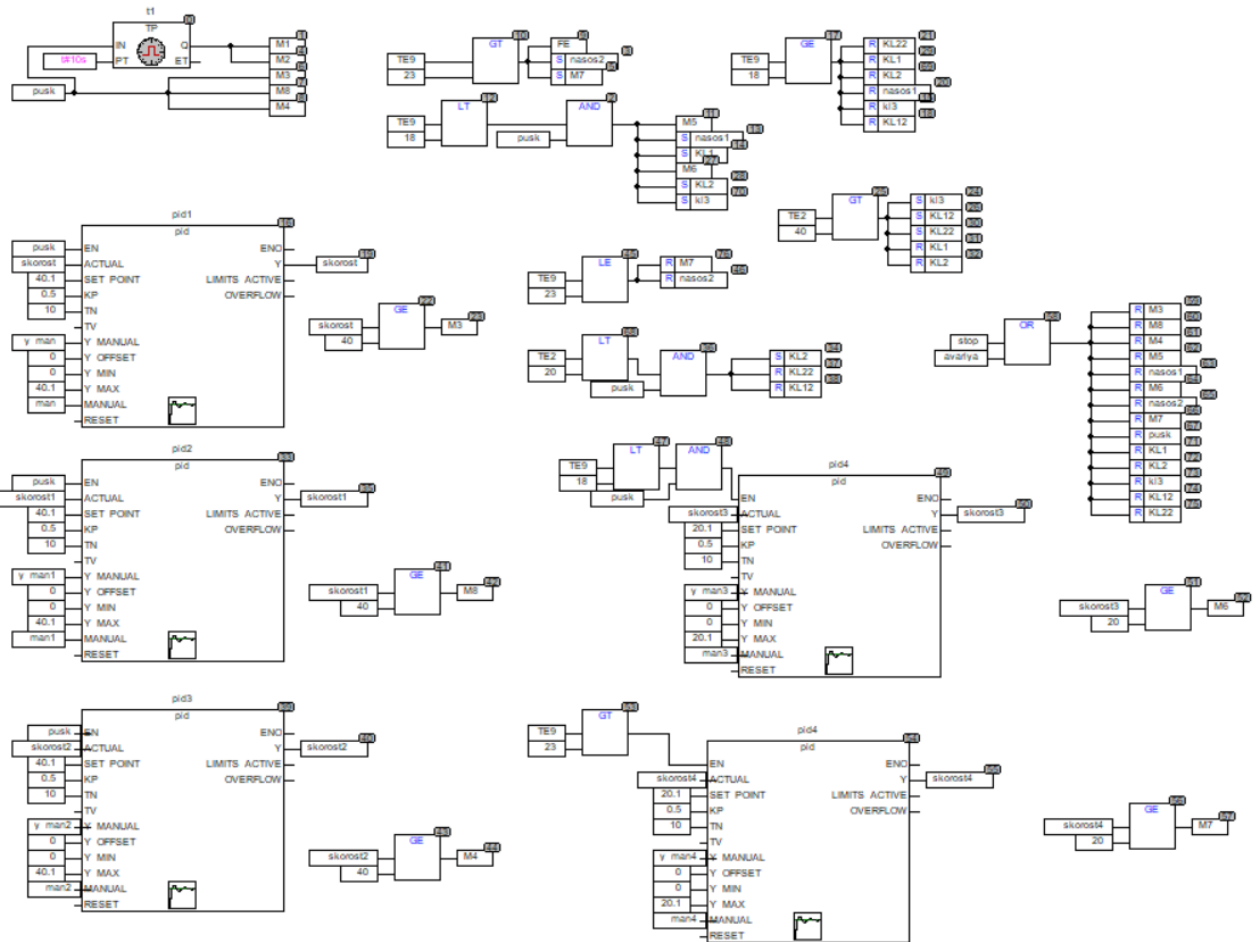 t1
TP
IN Q
PT ET
t#10s
pusk
M1
M2
M3
M8
M4
GT
TE9
23
FE
S nasos2
S M7
LT
TE9
18
AND
pusk
M5
S nasos1
S KL1
M6
S KL2
S kl3
GE
TE9
18
R KL22
R KL1
R KL2
R nasos1
R kl3
R KL12
GT
TE2
40
S kl3
S KL12
S KL22
R KL1
R KL2
LE
TE9
23
R M7
R nasos2
LT
TE2
20
AND
pusk
S KL2
R KL22
R KL12
OR
stop
avariya
R M3
R M8
R M4
R M5
R nasos1
R M6
R nasos2
R M7
R pusk
R KL1
R KL2
R kl3
R KL12
R KL22
pid1
pid
pusk EN ENO
skorost ACTUAL Y skorost
40.1 SET POINT LIMITS ACTIVE
0.5 KP OVERFLOW
10 TN
TV
y man Y MANUAL
0 Y OFFSET
0 Y MIN
40.1 Y MAX
man MANUAL
RESET
GE
skorost
40
M3
pid2
pid
pusk EN ENO
skorost1 ACTUAL Y skorost1
40.1 SET POINT LIMITS ACTIVE
0.5 KP OVERFLOW
10 TN
TV
y man1 Y MANUAL
0 Y OFFSET
0 Y MIN
40.1 Y MAX
man1 MANUAL
RESET
GE
skorost1
40
M8
LT
TE9
18
AND
pusk
pid4
pid
EN ENO
skorost3 ACTUAL Y skorost3
20.1 SET POINT LIMITS ACTIVE
0.5 KP OVERFLOW
10 TN
TV
y man3 Y MANUAL
0 Y OFFSET
0 Y MIN
20.1 Y MAX
man3 MANUAL
RESET
GE
skorost3
20
M6
pid3
pid
pusk EN ENO
skorost2 ACTUAL Y skorost2
40.1 SET POINT LIMITS ACTIVE
0.5 KP OVERFLOW
10 TN
TV
y man2 Y MANUAL
0 Y OFFSET
0 Y MIN
40.1 Y MAX
man2 MANUAL
RESET
GE
skorost2
40
M4
GT
TE9
23
pid4
pid
EN ENO
skorost4 ACTUAL Y skorost4
20.1 SET POINT LIMITS ACTIVE
0.5 KP OVERFLOW
10 TN
TV
y man4 Y MANUAL
0 Y OFFSET
0 Y MIN
20.1 Y MAX
man4 MANUAL
RESET
GE
skorost4
20
M7